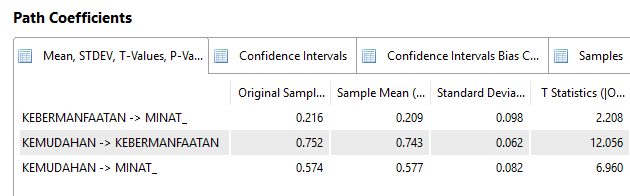 Path Coefficients
Mean, STDEV, T-Values, P-Va... Confidence Intervals Confidence Intervals Bias C... Samples
Original Sampl... Sample Mean (... Standard Devia... T Statistics (|O...
KEBERMANFAATAN -> MINAT_ 0.216 0.209 0.098 2.208
KEMUDAHAN -> KEBERMANFAATAN 0.752 0.743 0.062 12.056
KEMUDAHAN -> MINAT_ 0.574 0.577 0.082 6.960